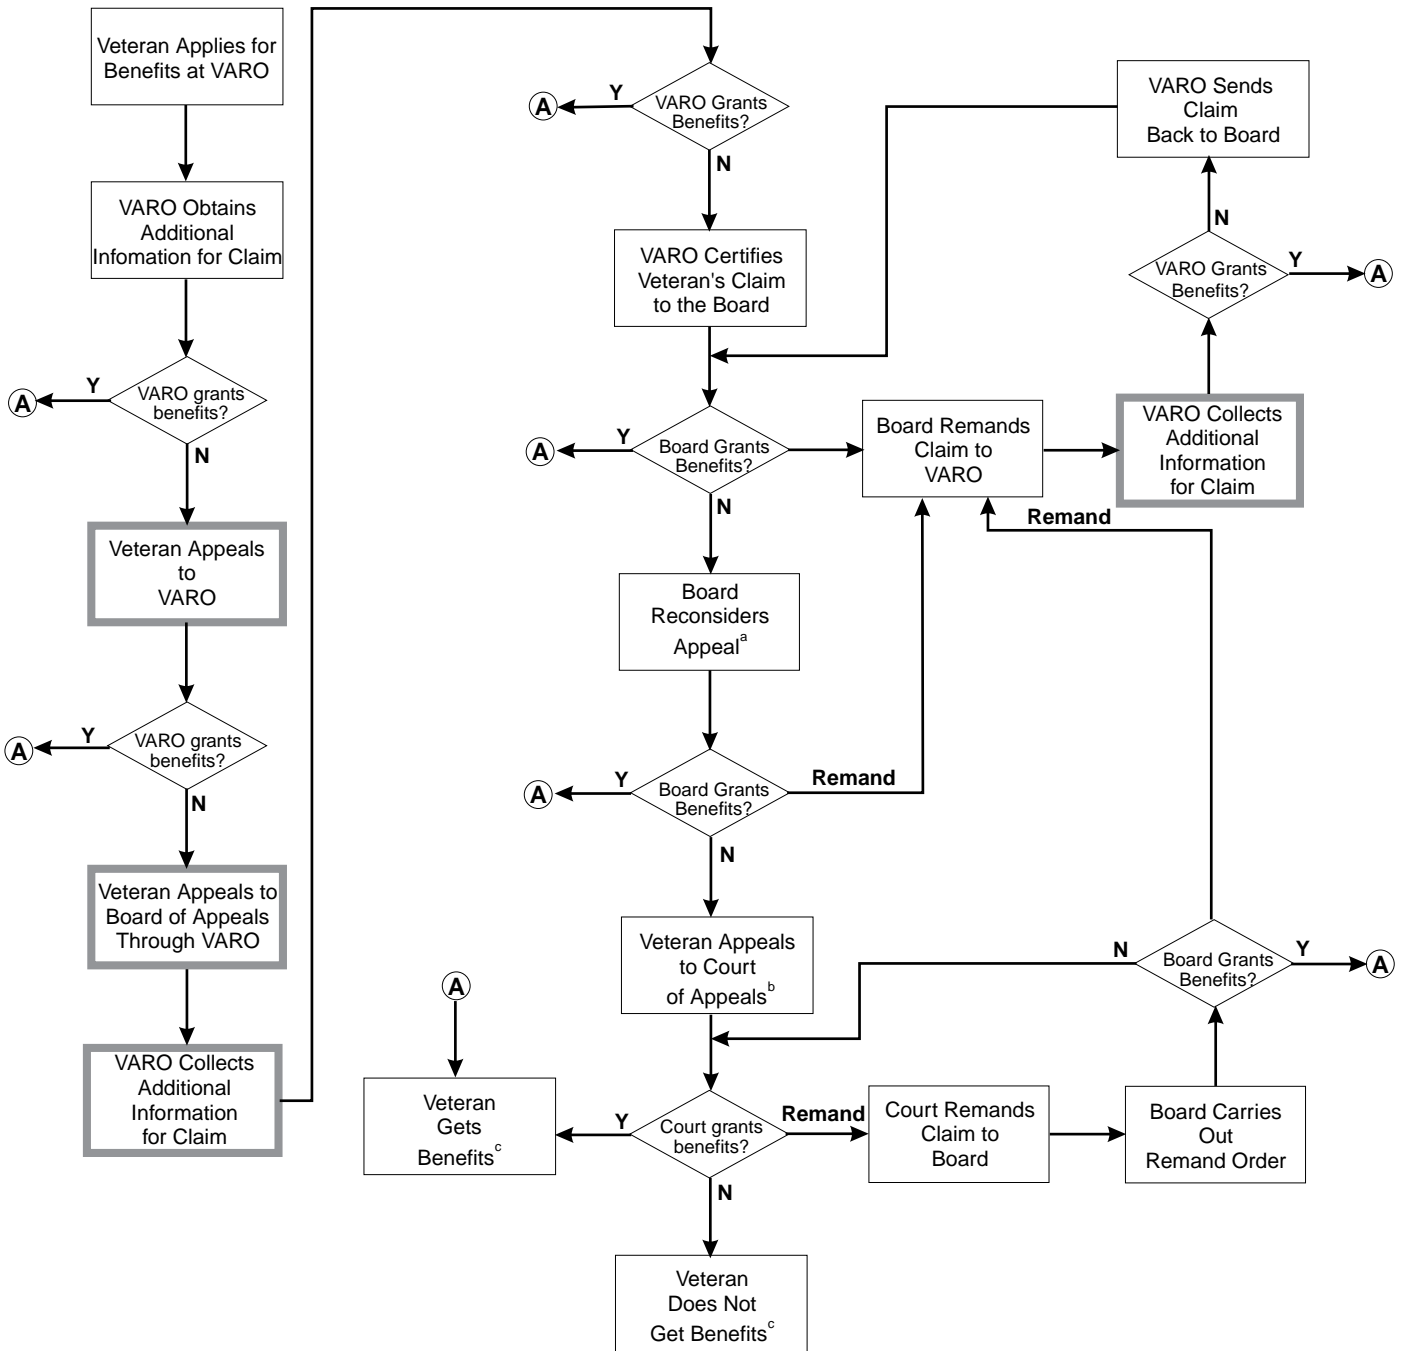 Veteran Applies for
Benefits at VARO
VARO Obtains
Additional
Infomation for Claim
VARO grants
benefits?
Y
A
N
Veteran Appeals
to
VARO
VARO grants
benefits?
Y
A
N
Veteran Appeals to
Board of Appeals
Through VARO
VARO Collects
Additional
Information
for Claim
VARO Grants
Benefits?
Y
A
N
VARO Certifies
Veteran's Claim
to the Board
Board Grants
Benefits?
Y
A
N
Board
Reconsiders
Appeal a
Board Grants
Benefits?
Y
A
Remand
N
Veteran Appeals
to Court
of Appeals b
Court grants
benefits?
Y
Remand
N
A
Veteran
Gets
Benefits c
Veteran
Does Not
Get Benefits c
Court Remands
Claim to
Board
Board Carries
Out
Remand Order
Board Grants
Benefits?
N
Y
A
Remand
Board Remands
Claim to
VARO
VARO Collects
Additional
Information
for Claim
VARO Grants
Benefits?
Y
A
N
VARO Sends
Claim
Back to Board